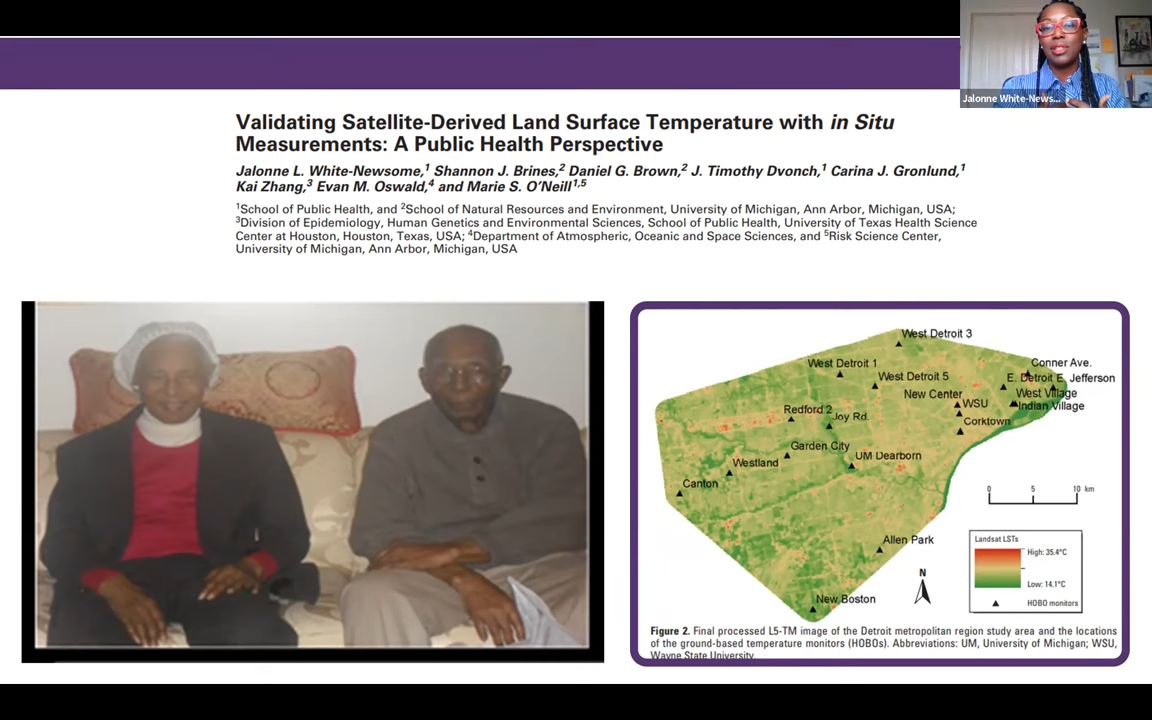 Jalonne White-News...
Validating Satellite-Derived Land Surface Temperature with in Situ
Measurements: A Public Health Perspective
Jalonne L. White-Newsome,1 Shannon J. Brines,2 Daniel G. Brown,2 J. Timothy Dvonch,1 Carina J. Gronlund,1
Kai Zhang,3 Evan M. Oswald,4 and Marie S. O'Neill1,5
1School of Public Health, and 2School of Natural Resources and Environment, University of Michigan, Ann Arbor, Michigan, USA;
3Division of Epidemiology, Human Genetics and Environmental Sciences, School of Public Health, University of Texas Health Science
Center at Houston, Houston, Texas, USA; 4Department of Atmospheric, Oceanic and Space Sciences, and 5Risk Science Center,
University of Michigan, Ann Arbor, Michigan, USA
West Detroit 3
West Detroit 1
Conner Ave.
West Detroit 5
E. Detroit E. Jefferson
New Center
West Village
WSU
Indian Village
Redford 2
Joy Rd.
Corktown
Garden City
UM Dearborn
Westland
Canton
0 5 10 km
Allen Park
Landsat LSTs
High: 35.4°C
Low: 14.1°C
HOBO monitors
N
New Boston
Figure 2. Final processed L5-TM image of the Detroit metropolitan region study area and the locations
of the ground-based temperature monitors (HOBOs). Abbreviations: UM, University of Michigan; WSU,
Wayne State University.